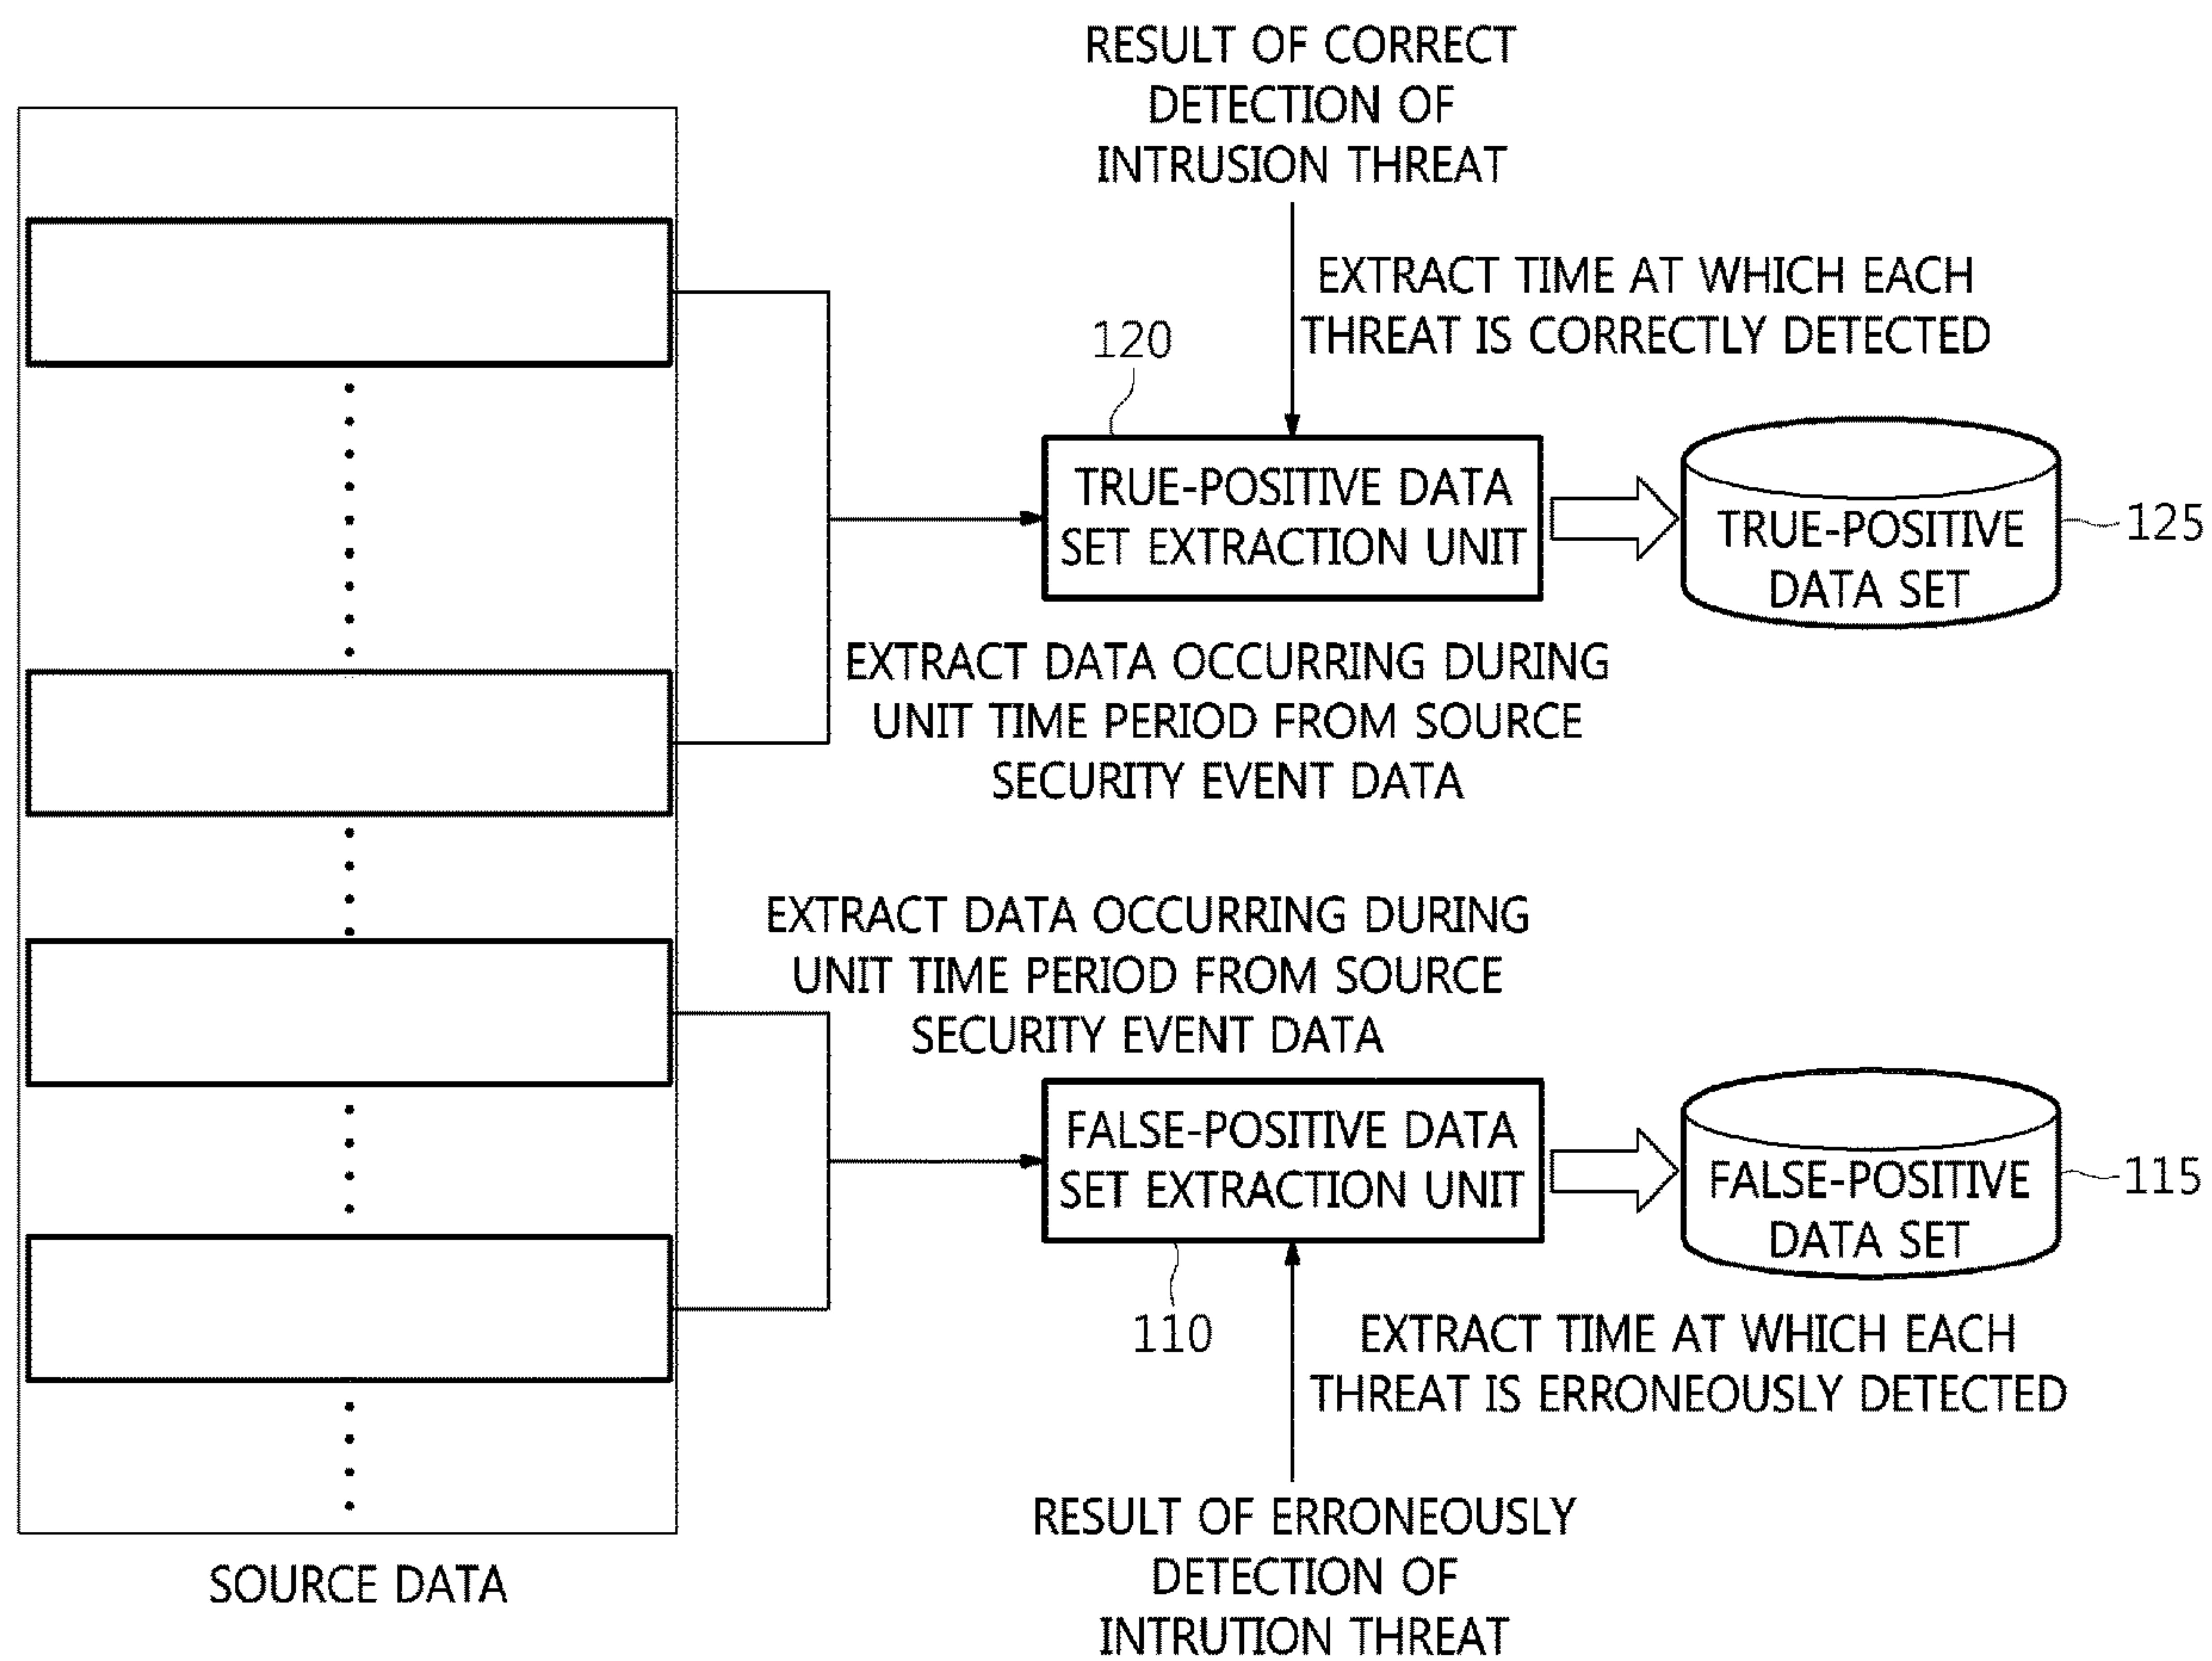 RESULT OF CORRECT
DETECTION OF
INTRUSION THREAT
EXTRACT TIME AT WHICH EACH
THREAT IS CORRECTLY DETECTED
120
TRUE-POSITIVE DATA
SET EXTRACTION UNIT
TRUE-POSITIVE
DATA SET
125
EXTRACT DATA OCCURRING DURING
UNIT TIME PERIOD FROM SOURCE
SECURITY EVENT DATA
EXTRACT DATA OCCURRING DURING
UNIT TIME PERIOD FROM SOURCE
SECURITY EVENT DATA
FALSE-POSITIVE DATA
SET EXTRACTION UNIT
FALSE-POSITIVE
DATA SET
115
110
EXTRACT TIME AT WHICH EACH
THREAT IS ERRONEOUSLY DETECTED
RESULT OF ERRONEOUSLY
DETECTION OF
INTRUTION THREAT
SOURCE DATA